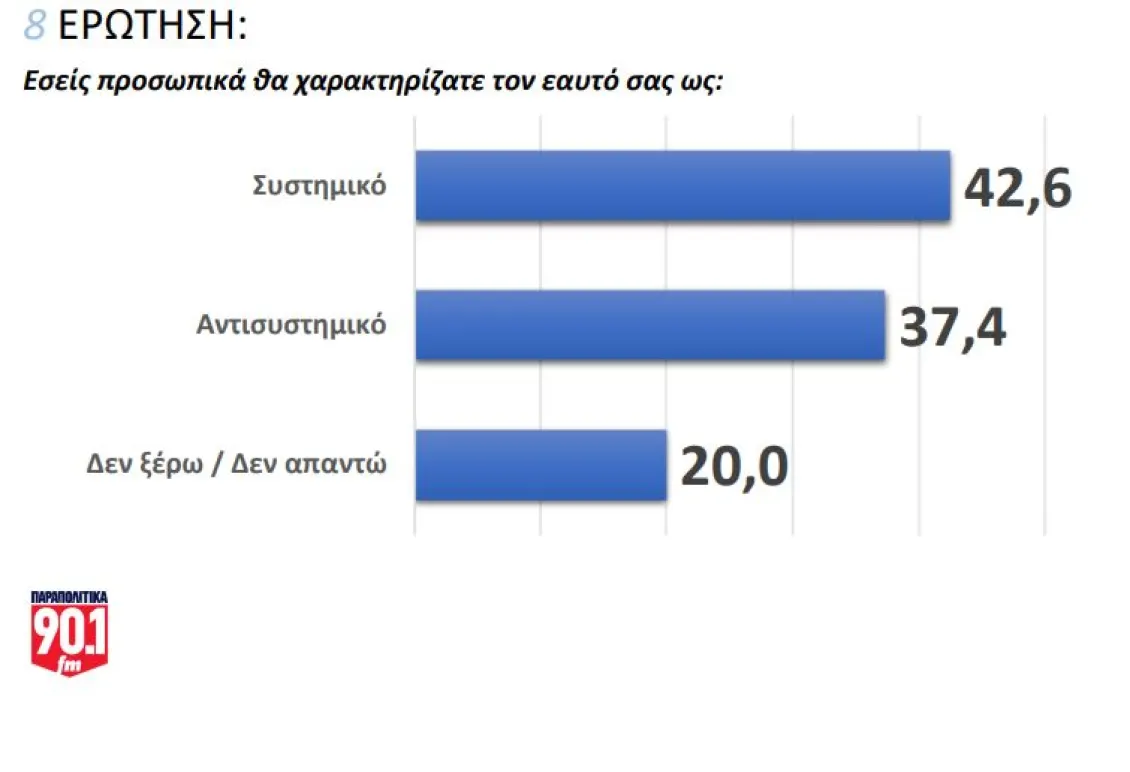 8 ΕΡΩΤΗΣΗ:
Εσείς προσωπικά θα χαρακτηρίζατε τον εαυτό σας ως:
Συστημικό 42,6
Αντισυστημικό 37,4
Δεν ξέρω / Δεν απαντώ 20,0
ΠΑΡΑΠΟΛΙΤΙΚΑ
90.1
fm